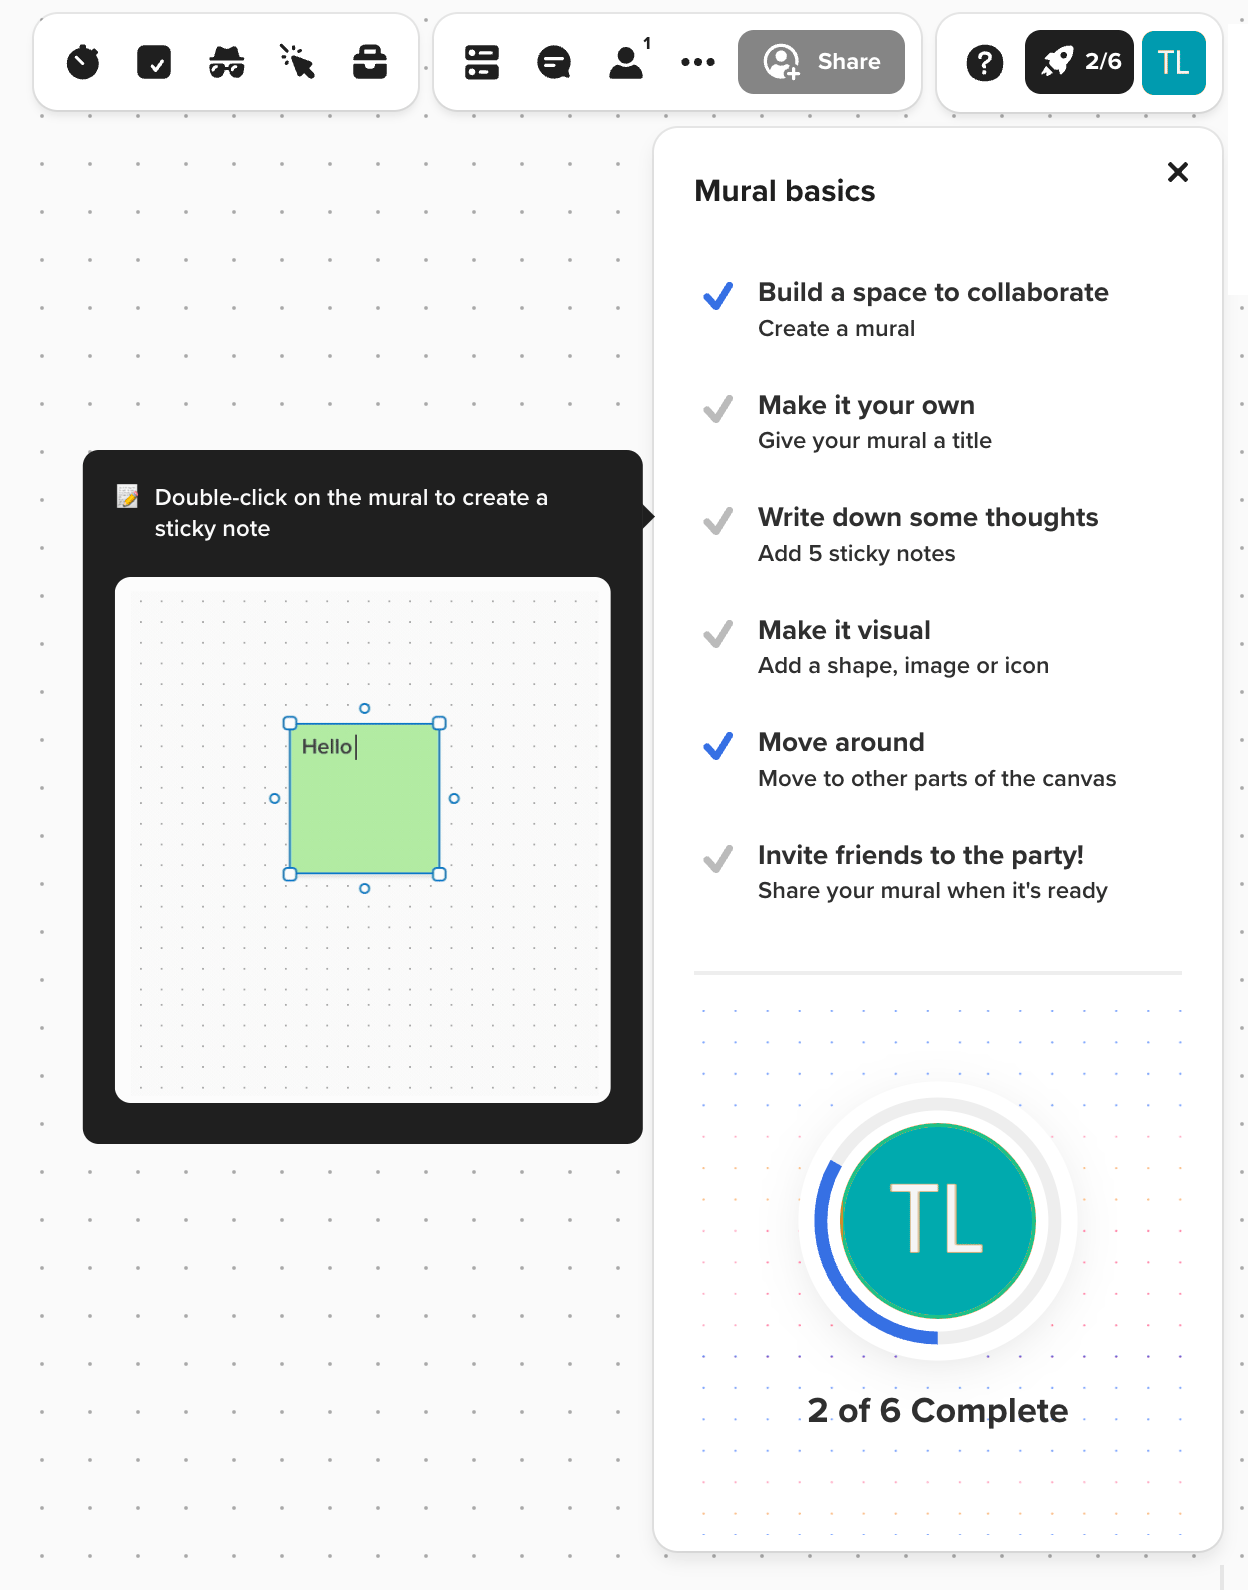 1
Share
?
2/6
TL
Mural basics
Build a space to collaborate
Create a mural
Make it your own
Give your mural a title
Write down some thoughts
Add 5 sticky notes
Make it visual
Add a shape, image or icon
Move around
Move to other parts of the canvas
Invite friends to the party!
Share your mural when it's ready
Double-click on the mural to create a
sticky note
Hello
TL
2 of 6 Complete